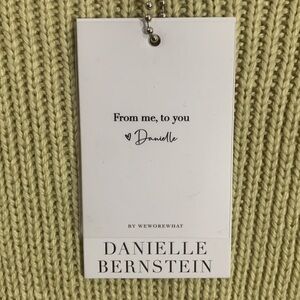 From me, to you
♥ Danielle
BY WEWOREWHAT
DANIELLE
BERNSTEIN